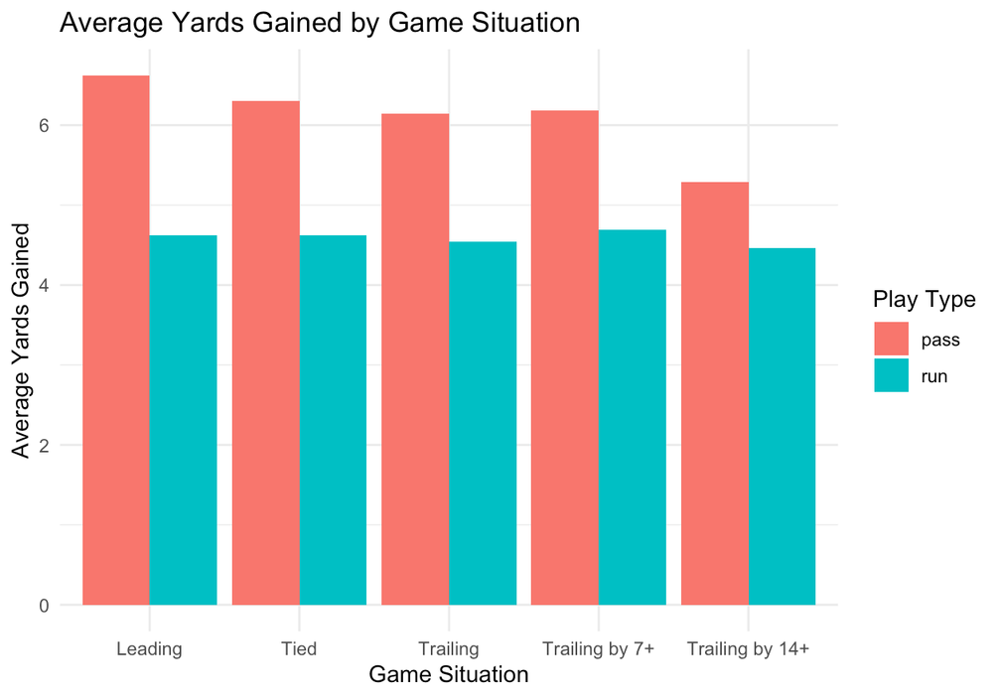 Average Yards Gained by Game Situation
Average Yards Gained
6
4
2
0
Leading Tied Trailing Trailing by 7+ Trailing by 14+
Game Situation
Play Type
pass
run